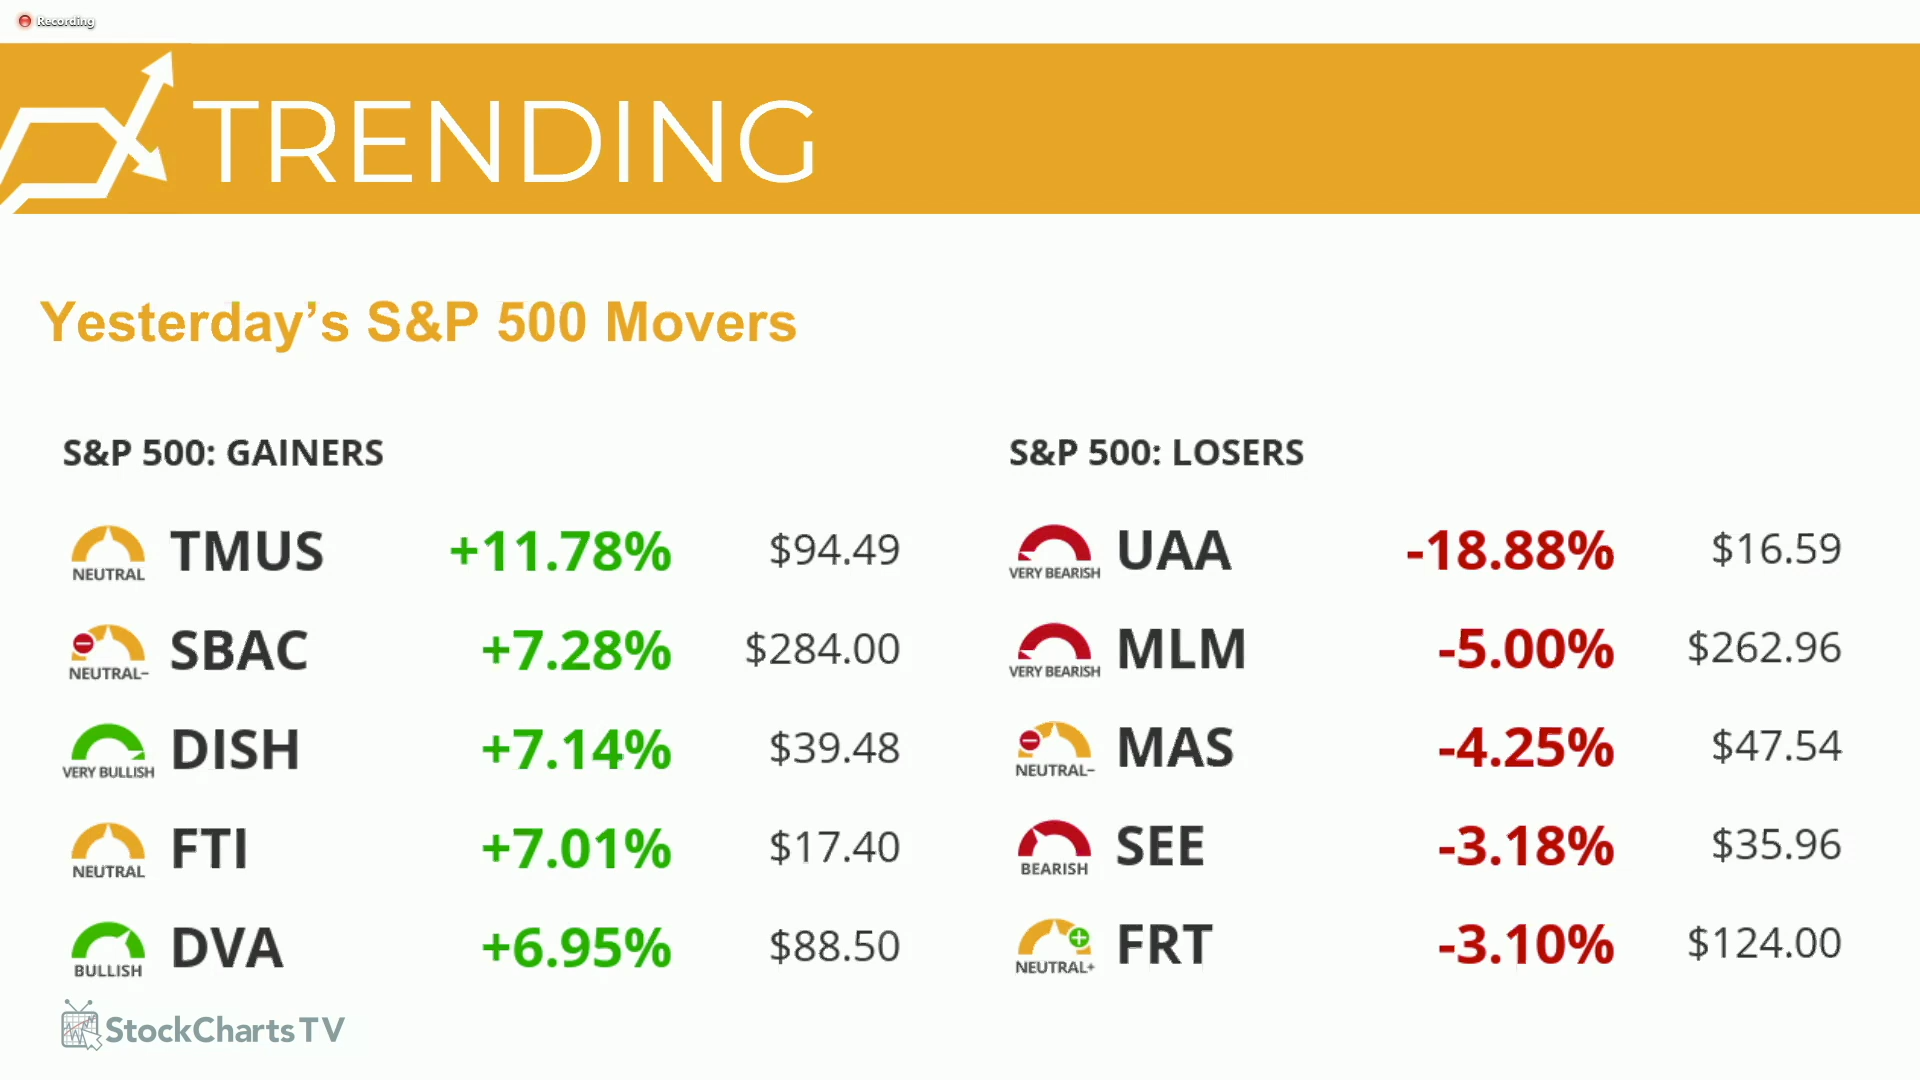 Recording
TRENDING
Yesterday’s S&P 500 Movers
S&P 500: GAINERS
NEUTRAL TMUS +11.78% $94.49
NEUTRAL− SBAC +7.28% $284.00
VERY BULLISH DISH +7.14% $39.48
NEUTRAL FTI +7.01% $17.40
BULLISH DVA +6.95% $88.50
S&P 500: LOSERS
VERY BEARISH UAA -18.88% $16.59
VERY BEARISH MLM -5.00% $262.96
NEUTRAL− MAS -4.25% $47.54
BEARISH SEE -3.18% $35.96
NEUTRAL+ FRT -3.10% $124.00
StockCharts TV